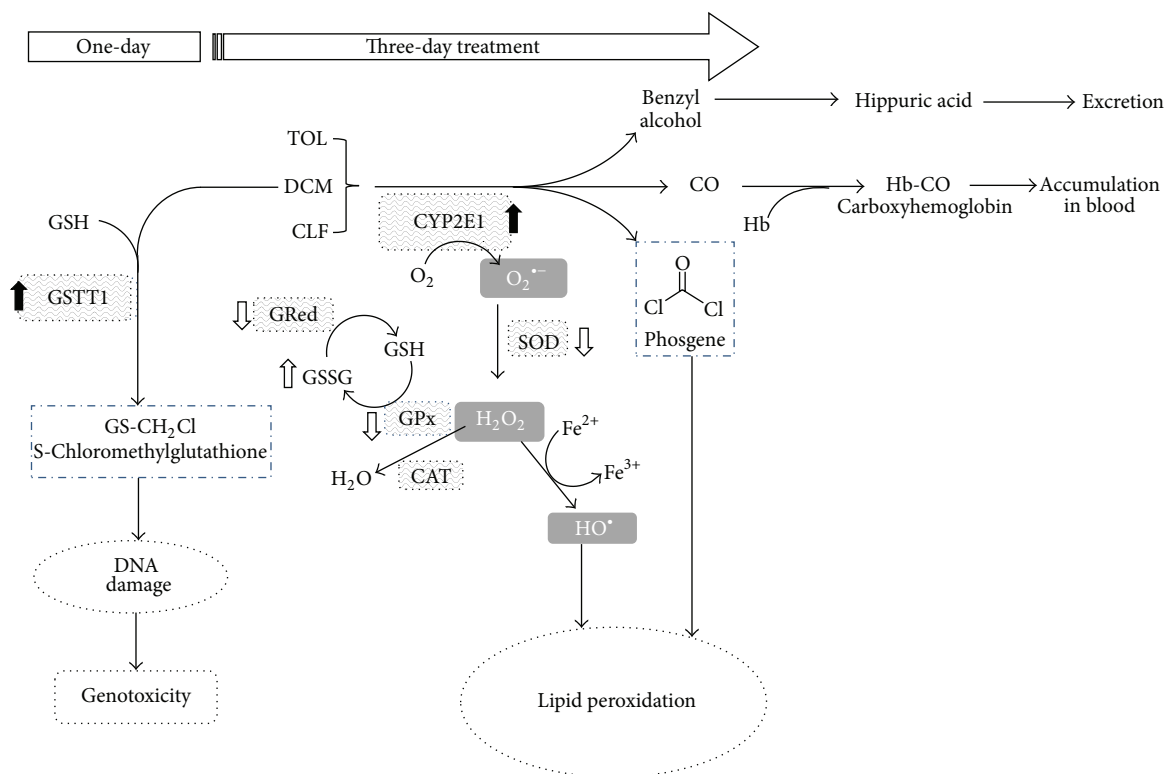 One-day
Three-day treatment
Benzyl
alcohol
Hippuric acid
Excretion
TOL
DCM
CLF
CO
Hb
Hb-CO
Carboxyhemoglobin
Accumulation
in blood
GSH
GSTT1
CYP2E1
O₂
O₂•−
Cl
O
Cl
Phosgene
GRed
GSH
GSSG
SOD
GPx
H₂O₂
Fe²⁺
Fe³⁺
H₂O
CAT
HO•
GS-CH₂Cl
S-Chloromethylglutathione
DNA
damage
Genotoxicity
Lipid peroxidation